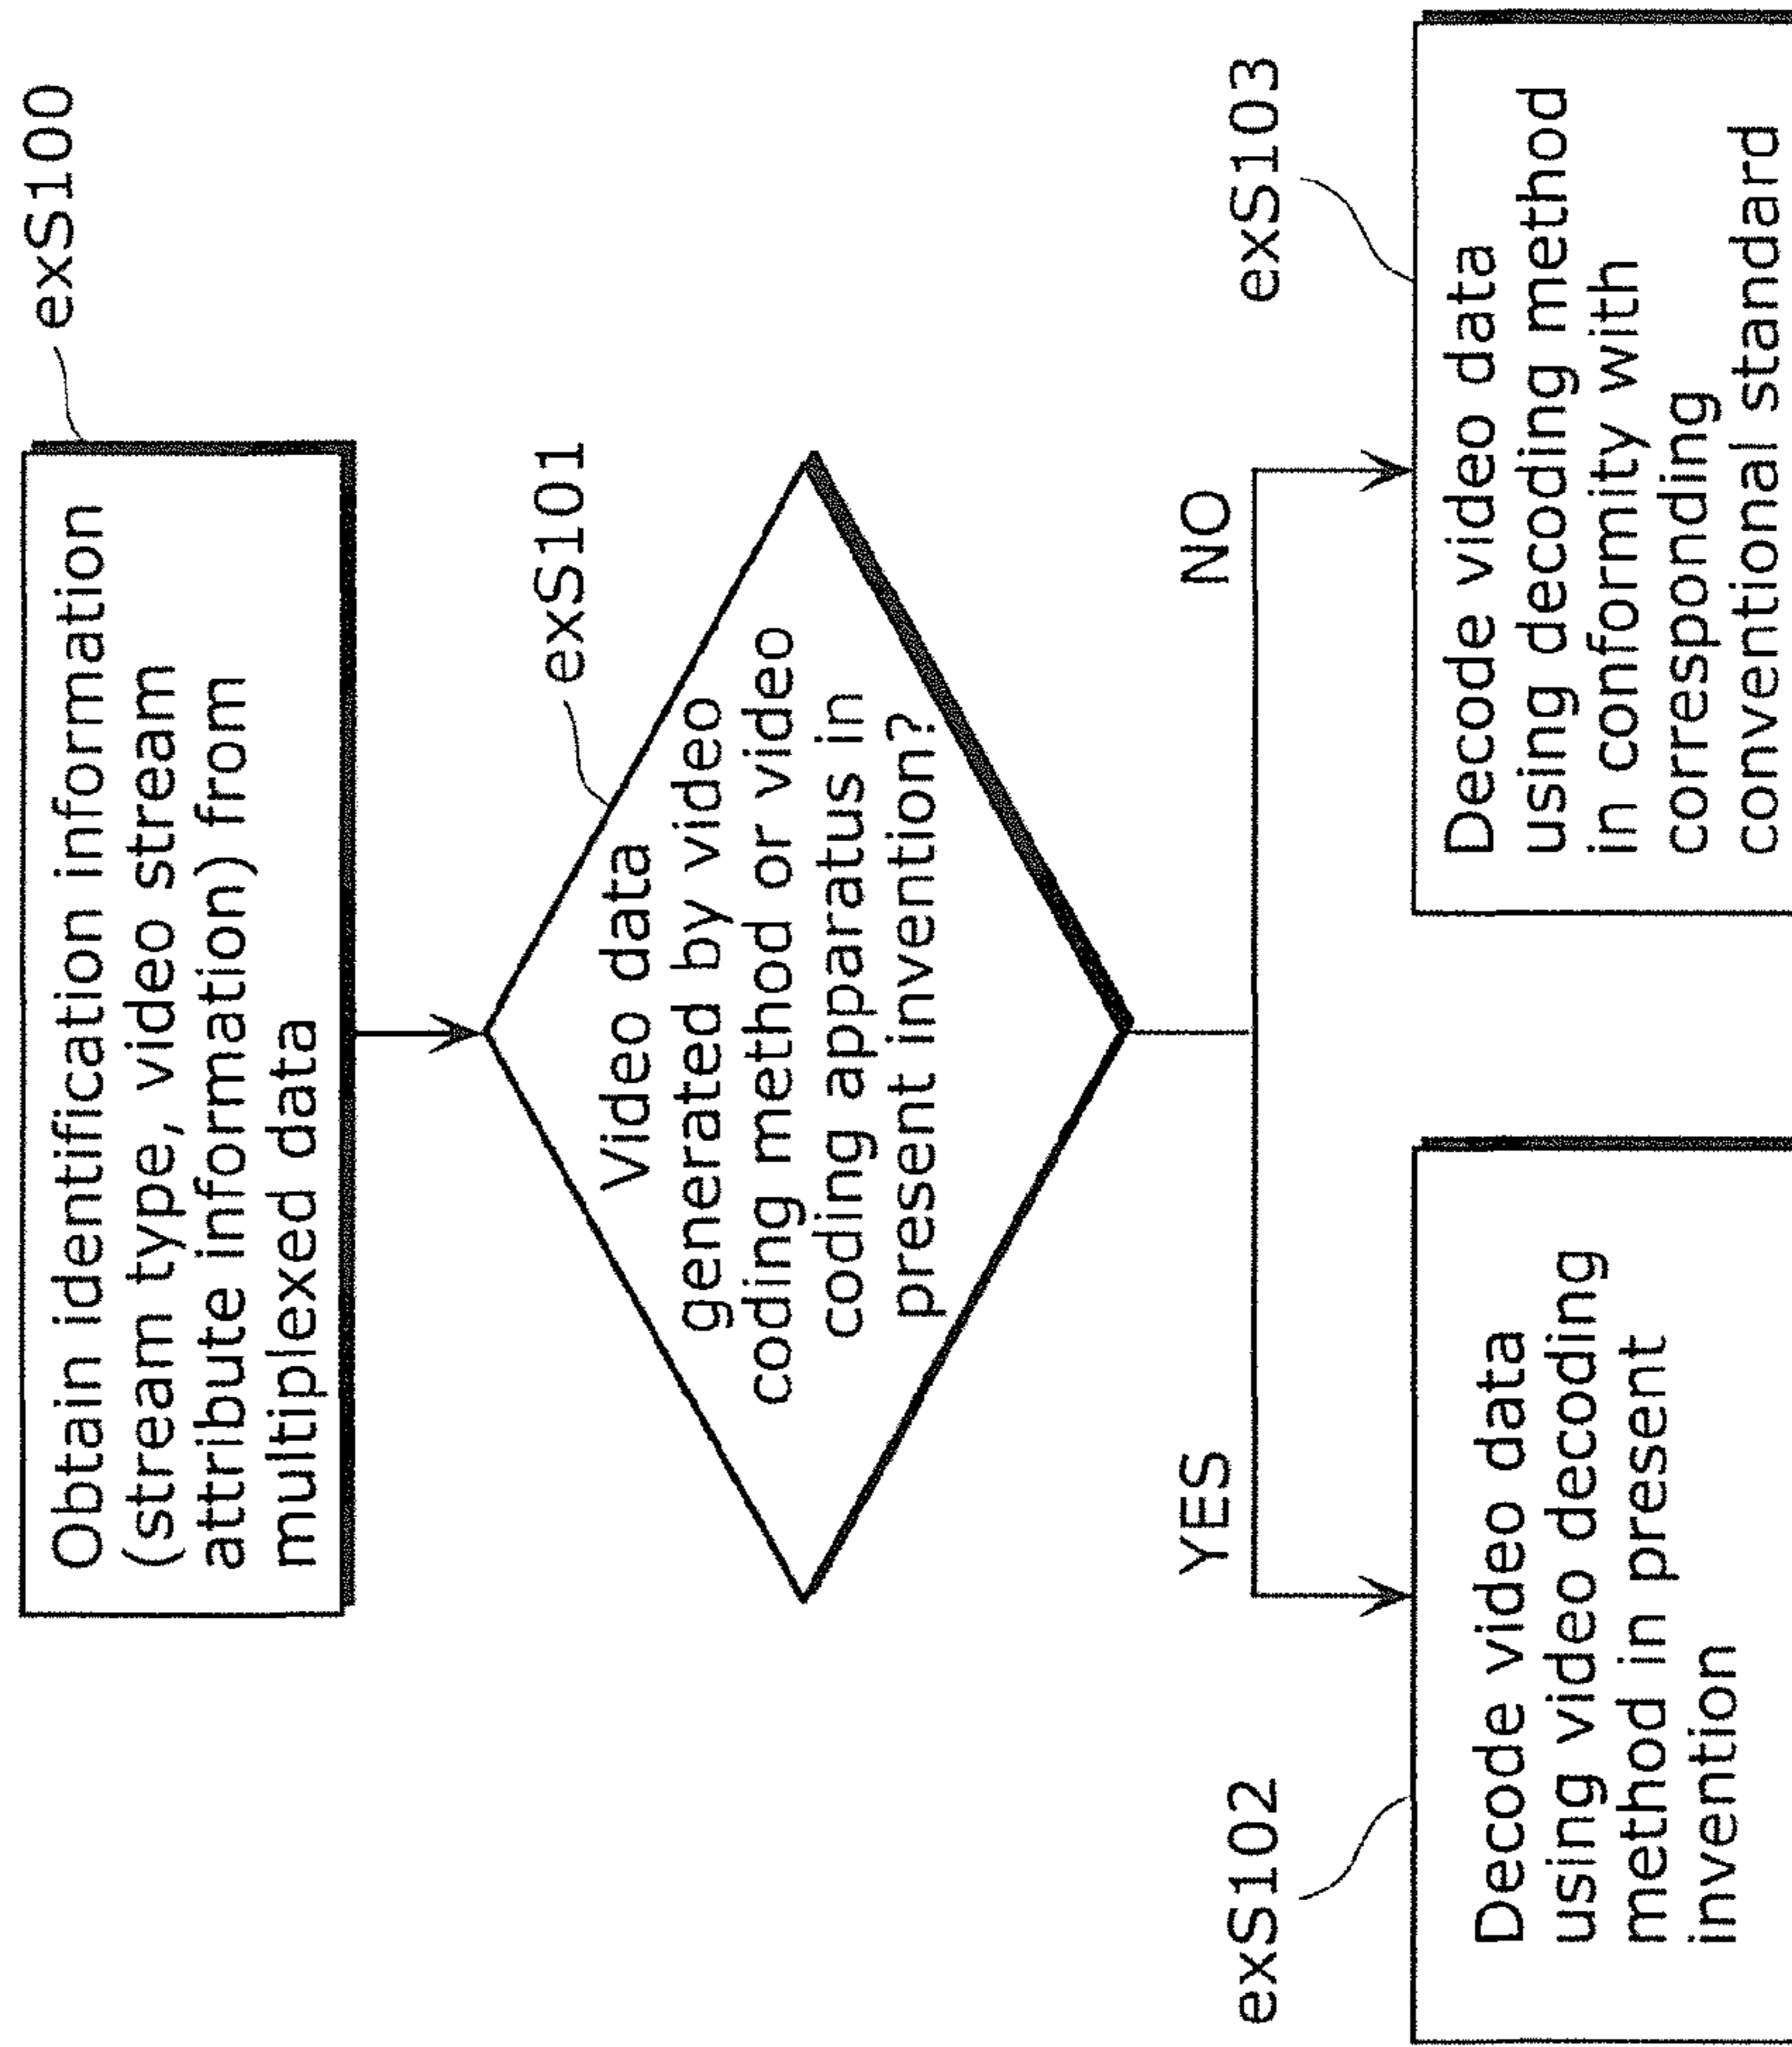 exS100
Obtain identification information
(stream type, video stream
attribute information) from
multiplexed data
exS101
Video data
generated by video
coding method or video
coding apparatus in
present invention?
YES
NO
exS102
Decode video data
using video decoding
method in present
invention
exS103
Decode video data
using decoding method
in conformity with
corresponding
conventional standard